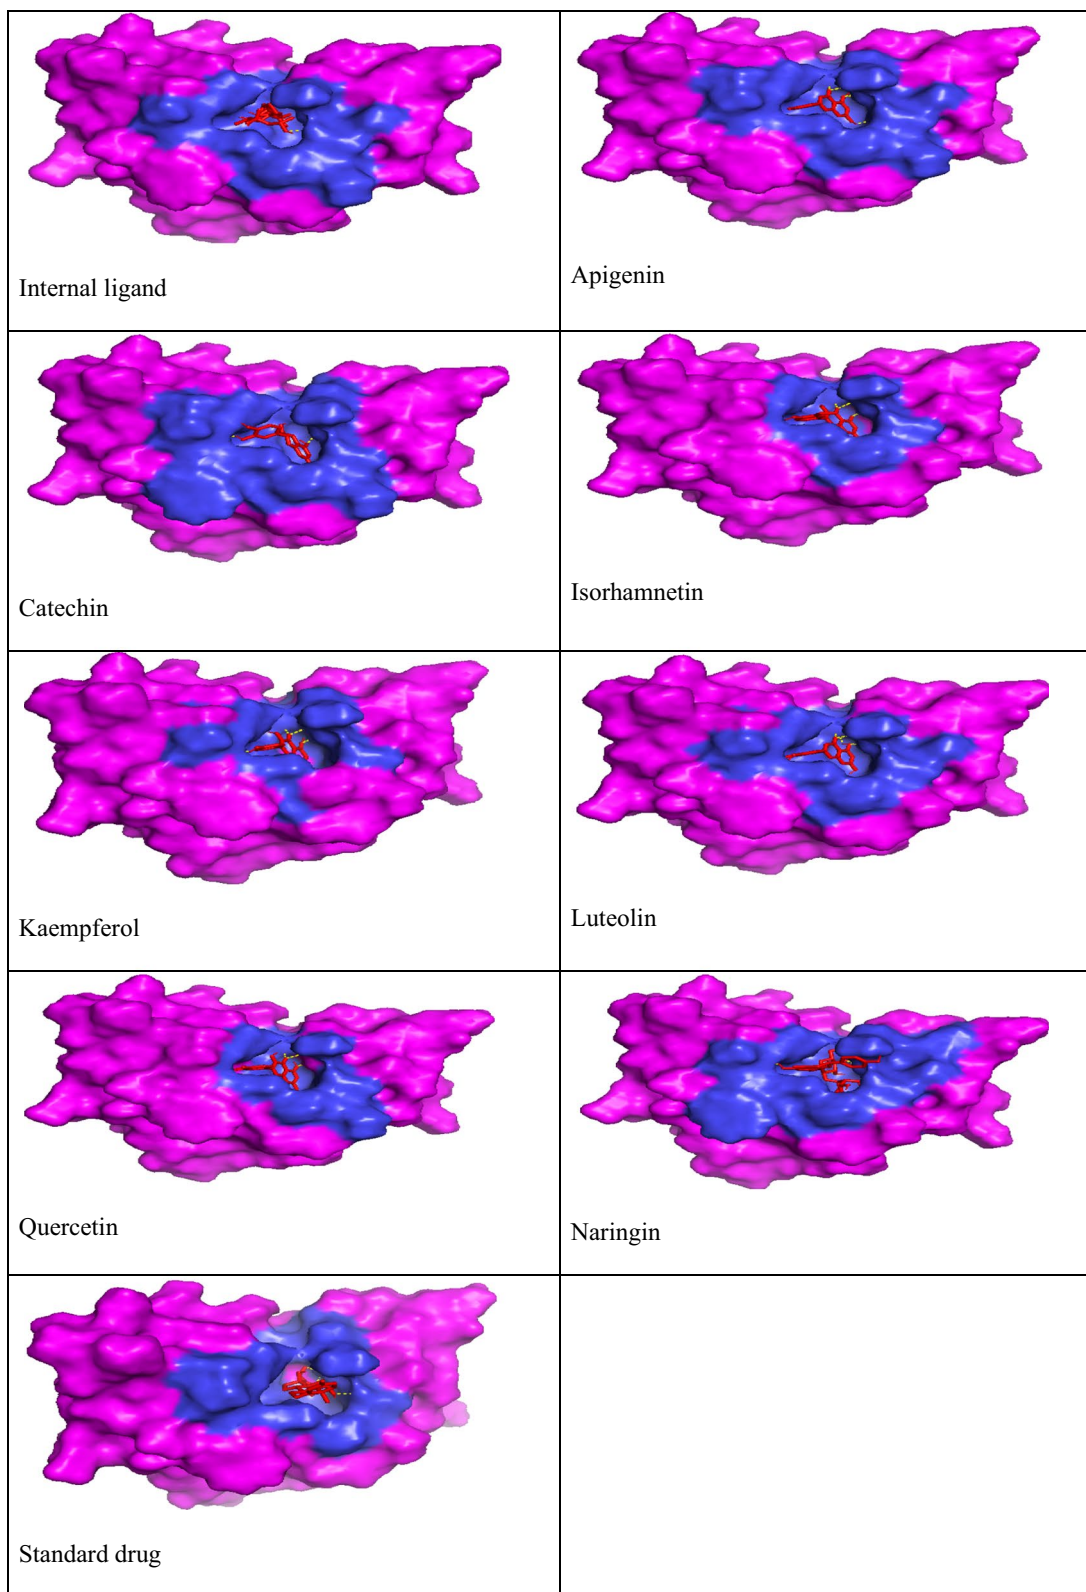 Internal ligand
Apigenin
Catechin
Isorhamnetin
Kaempferol
Luteolin
Quercetin
Naringin
Standard drug